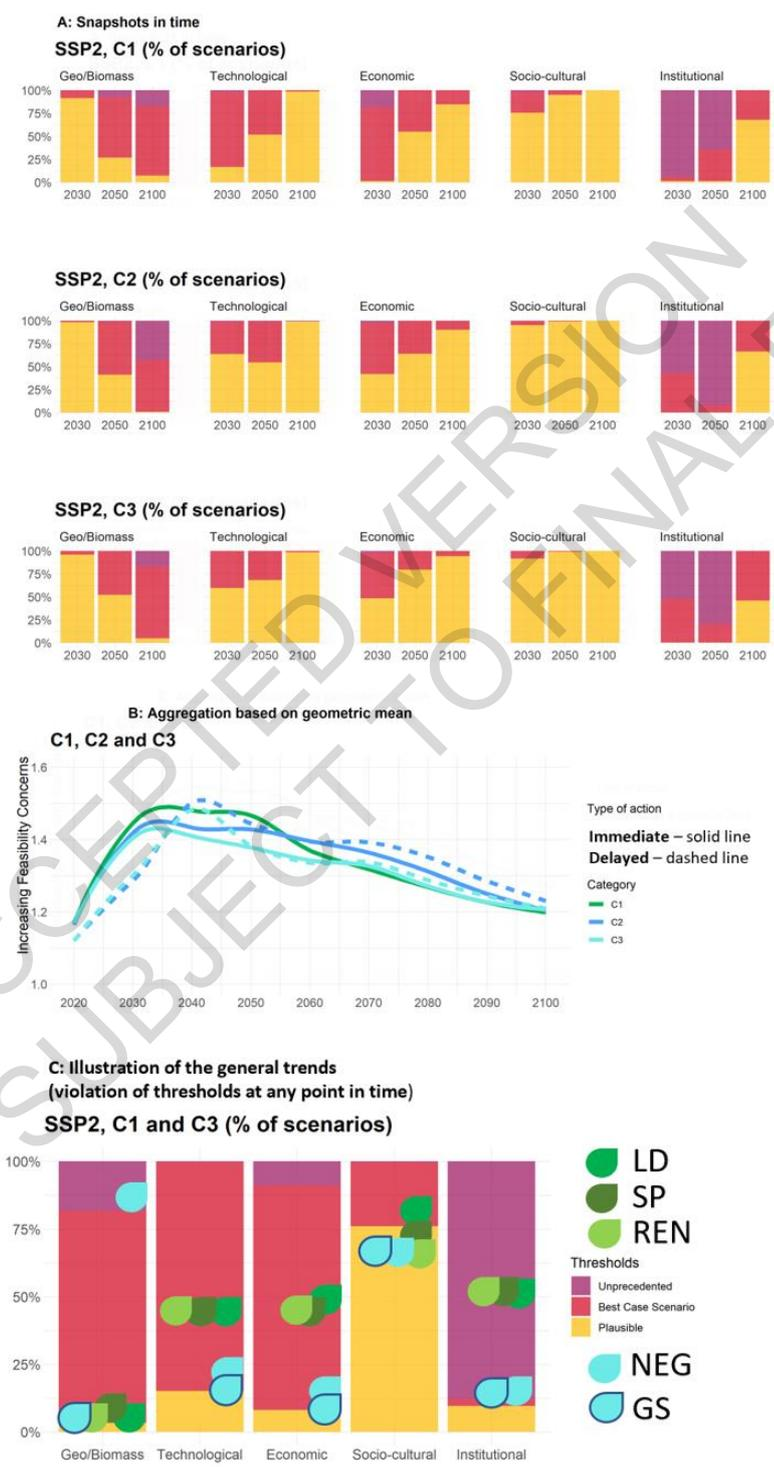 A: Snapshots in time
SSP2, C1 (% of scenarios)
Geo/Biomass Technological Economic Socio-cultural Institutional
100%
75%
50%
25%
0%
2030 2050 2100 2030 2050 2100 2030 2050 2100 2030 2050 2100 2030 2050 2100
SSP2, C2 (% of scenarios)
Geo/Biomass Technological Economic Socio-cultural Institutional
100%
75%
50%
25%
0%
2030 2050 2100 2030 2050 2100 2030 2050 2100 2030 2050 2100 2030 2050 2100
SSP2, C3 (% of scenarios)
Geo/Biomass Technological Economic Socio-cultural Institutional
100%
75%
50%
25%
0%
2030 2050 2100 2030 2050 2100 2030 2050 2100 2030 2050 2100 2030 2050 2100
B: Aggregation based on geometric mean
C1, C2 and C3
Increasing Feasibility Concerns
1.6
1.4
1.2
1.0
2020 2030 2040 2050 2060 2070 2080 2090 2100
Type of action
Immediate – solid line
Delayed – dashed line
Category
C1
C2
C3
C: Illustration of the general trends
(violation of thresholds at any point in time)
SSP2, C1 and C3 (% of scenarios)
100%
75%
50%
25%
0%
Geo/Biomass Technological Economic Socio-cultural Institutional
LD
SP
REN
Thresholds
Unprecedented
Best Case Scenario
Plausible
NEG
GS
CCEPTED VERSION
SUBJECT TO FINAL